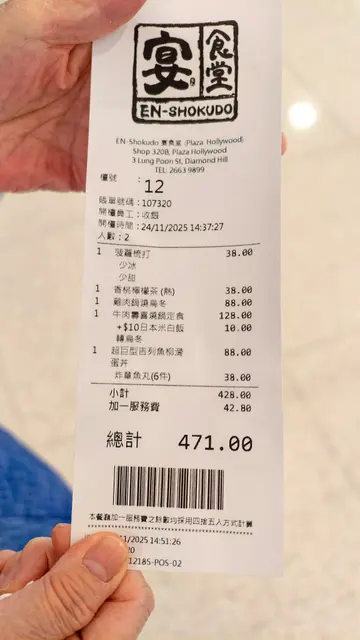 宴 食堂
EN-SHOKUDO
EN-Shokudo 宴食堂 (Plaza Hollywood)
Shop 320B, Plaza Hollywood
3 Lung Poon St, Diamond Hill
TEL: 2663 9899
檯號 : 12
賬單號碼 : 107320
開檯員工 : 收銀
開檯時間 : 24/11/2025 14:37:27
人數 : 2
1 菠蘿梳打 38.00
少冰
少甜
1 香桃檸檬茶 (熱) 38.00
1 雞肉鍋燒烏冬 88.00
1 牛肉壽喜燒鍋定食 128.00
+$10日本米白飯 10.00
轉烏冬
1 超巨型吉列魚柳滑 88.00
蛋丼
炸章魚丸(6件) 38.00
小計 428.00
加一服務費 42.80
總計 471.00
本餐廳加一服務費之餘數均採用四捨五入方式計算
11/2025 14:51:26
20
12185-POS-02